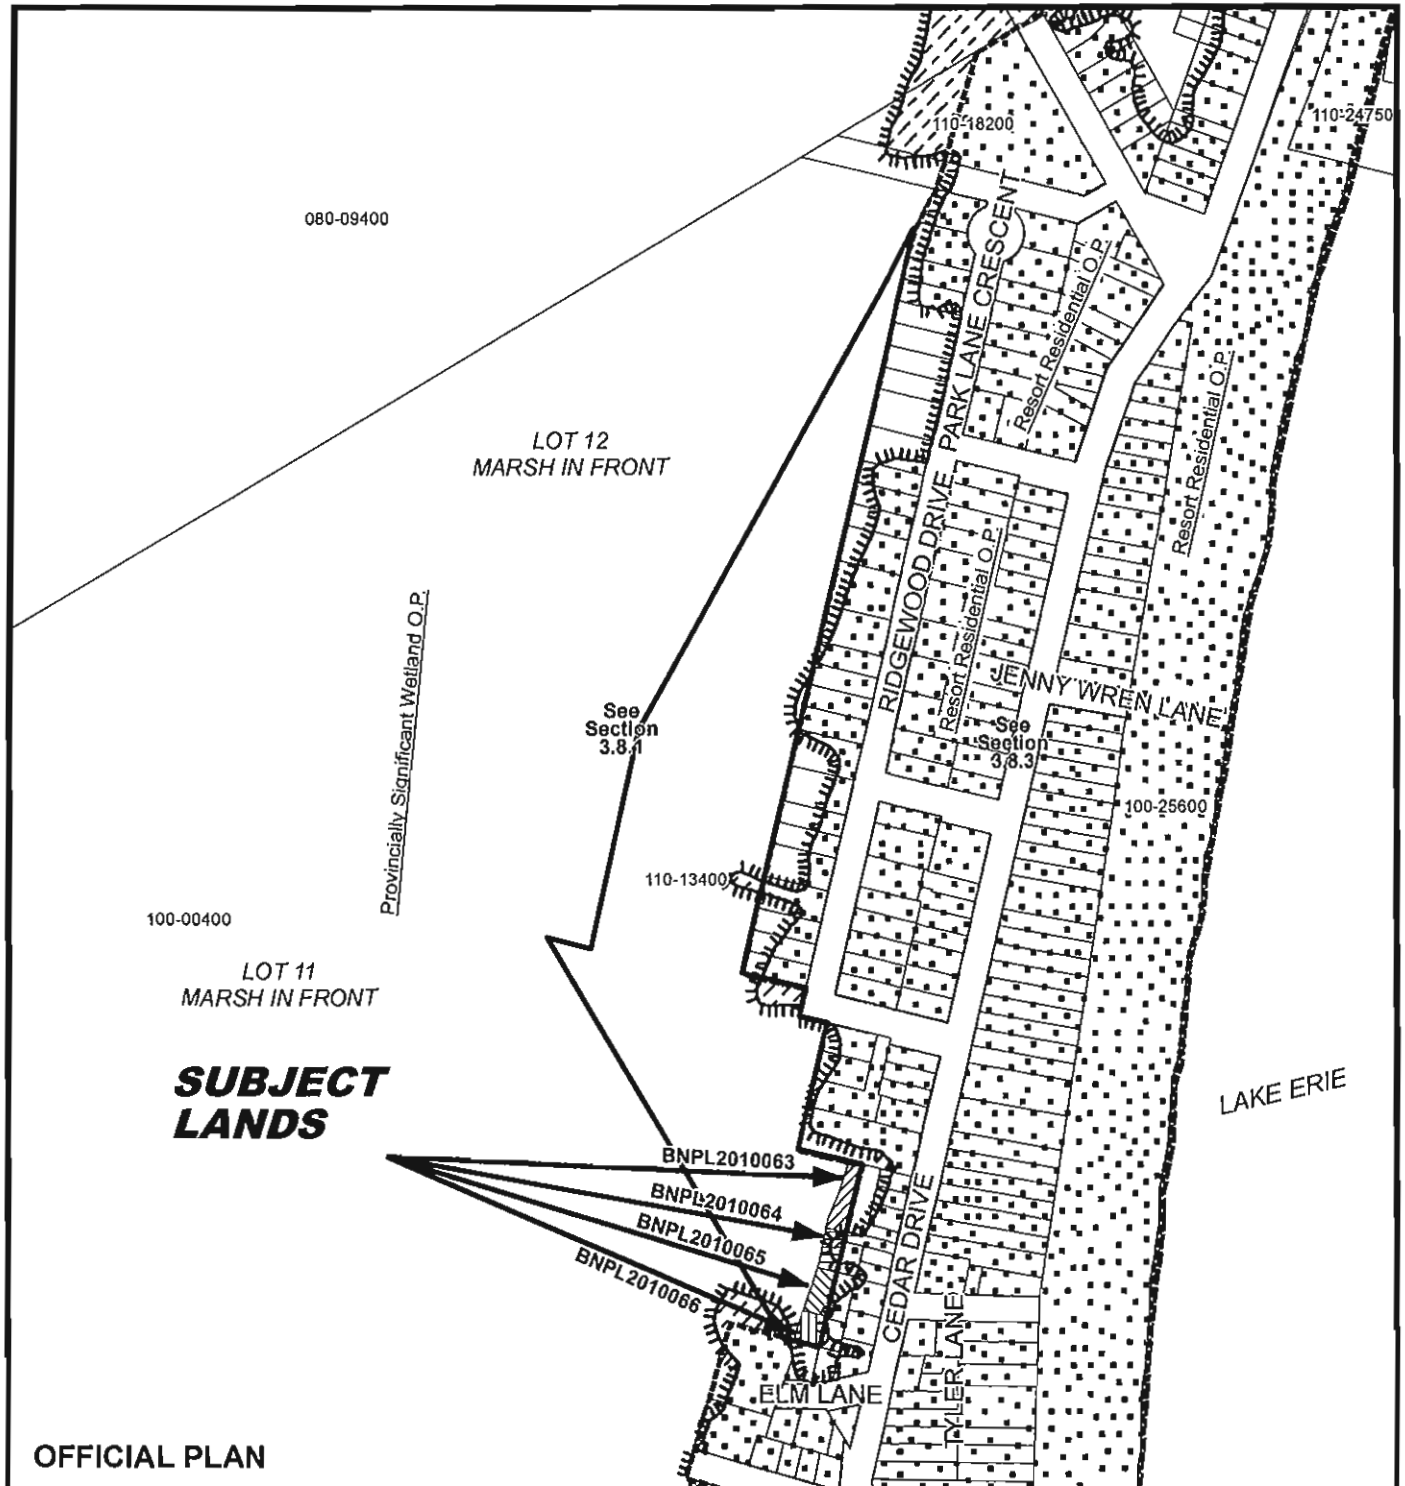 110-18200
110-24750
080-09400
PARK LANE CRESCENT
Resort Residential O.P.
Resort Residential O.P.
LOT 12
MARSH IN FRONT
RIDGEWOOD DRIVE
Resort Residential O.P.
Provincially Significant Wetland O.P.
JENNY WREN LANE
See
Section
3.8.1
See
Section
3.8.3
100-25600
110-13400
100-00400
LOT 11
MARSH IN FRONT
SUBJECT
LANDS
LAKE ERIE
BNPL2010063
BNPL2010064
BNPL2010065
BNPL2010066
CEDAR DRIVE
TYLER LANE
ELM LANE
OFFICIAL PLAN